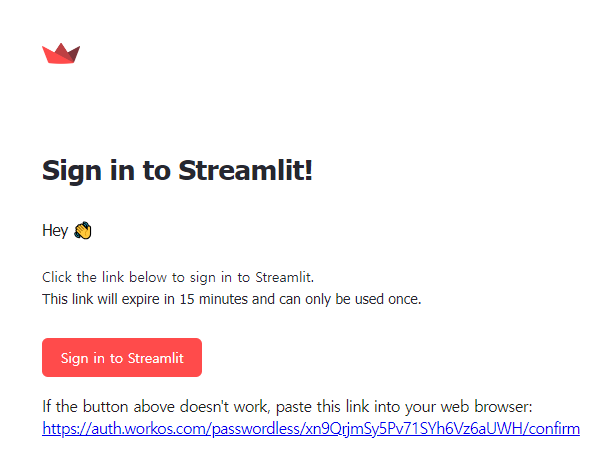 Sign in to Streamlit!
Hey 👋
Click the link below to sign in to Streamlit.
This link will expire in 15 minutes and can only be used once.
Sign in to Streamlit
If the button above doesn't work, paste this link into your web browser:
https://auth.workos.com/passwordless/xn9QrjmSy5Pv71SYh6Vz6aUWH/confirm